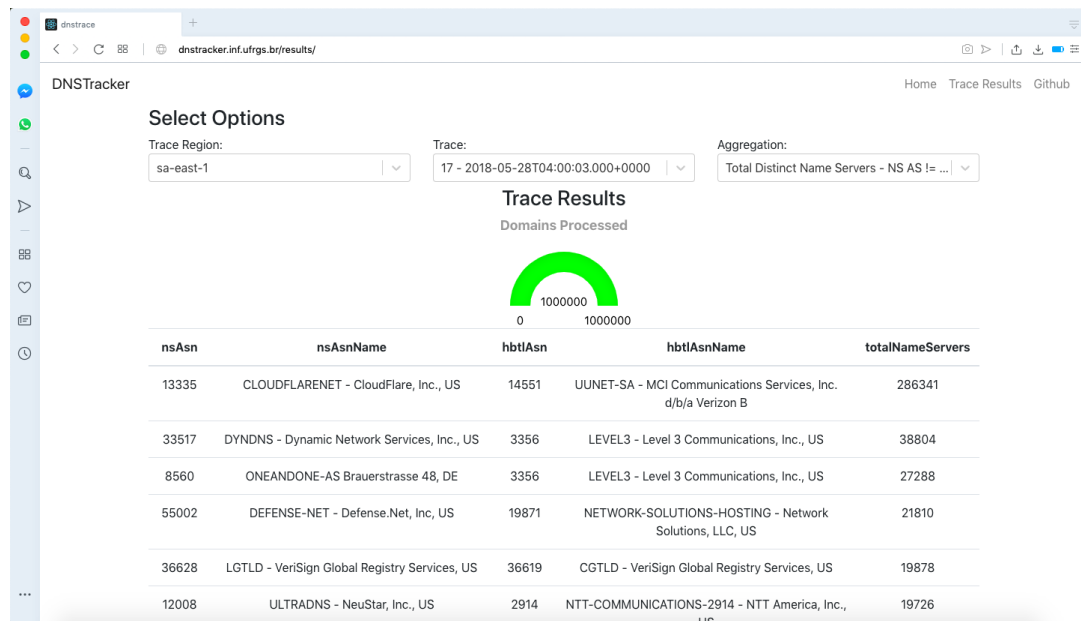 dnstrace
dnstracker.inf.ufrgs.br/results/
DNSTracker
Home Trace Results Github
Select Options
Trace Region: Trace: Aggregation:
sa-east-1 17 - 2018-05-28T04:00:03.000+0000 Total Distinct Name Servers - NS AS != ...
Trace Results
Domains Processed
1000000
0 1000000
nsAsn nsAsnName hbtlAsn hbtlAsnName totalNameServers
13335 CLOUDFLARENET - CloudFlare, Inc., US 14551 UUNET-SA - MCI Communications Services, Inc. 286341
d/b/a Verizon B
33517 DYNDNS - Dynamic Network Services, Inc., US 3356 LEVEL3 - Level 3 Communications, Inc., US 38804
8560 ONEANDONE-AS Brauerstrasse 48, DE 3356 LEVEL3 - Level 3 Communications, Inc., US 27288
55002 DEFENSE-NET - Defense.Net, Inc, US 19871 NETWORK-SOLUTIONS-HOSTING - Network 21810
Solutions, LLC, US
36628 LGTLD - VeriSign Global Registry Services, US 36619 CGTLD - VeriSign Global Registry Services, US 19878
12008 ULTRADNS - NeuStar, Inc., US 2914 NTT-COMMUNICATIONS-2914 - NTT America, Inc., 19726